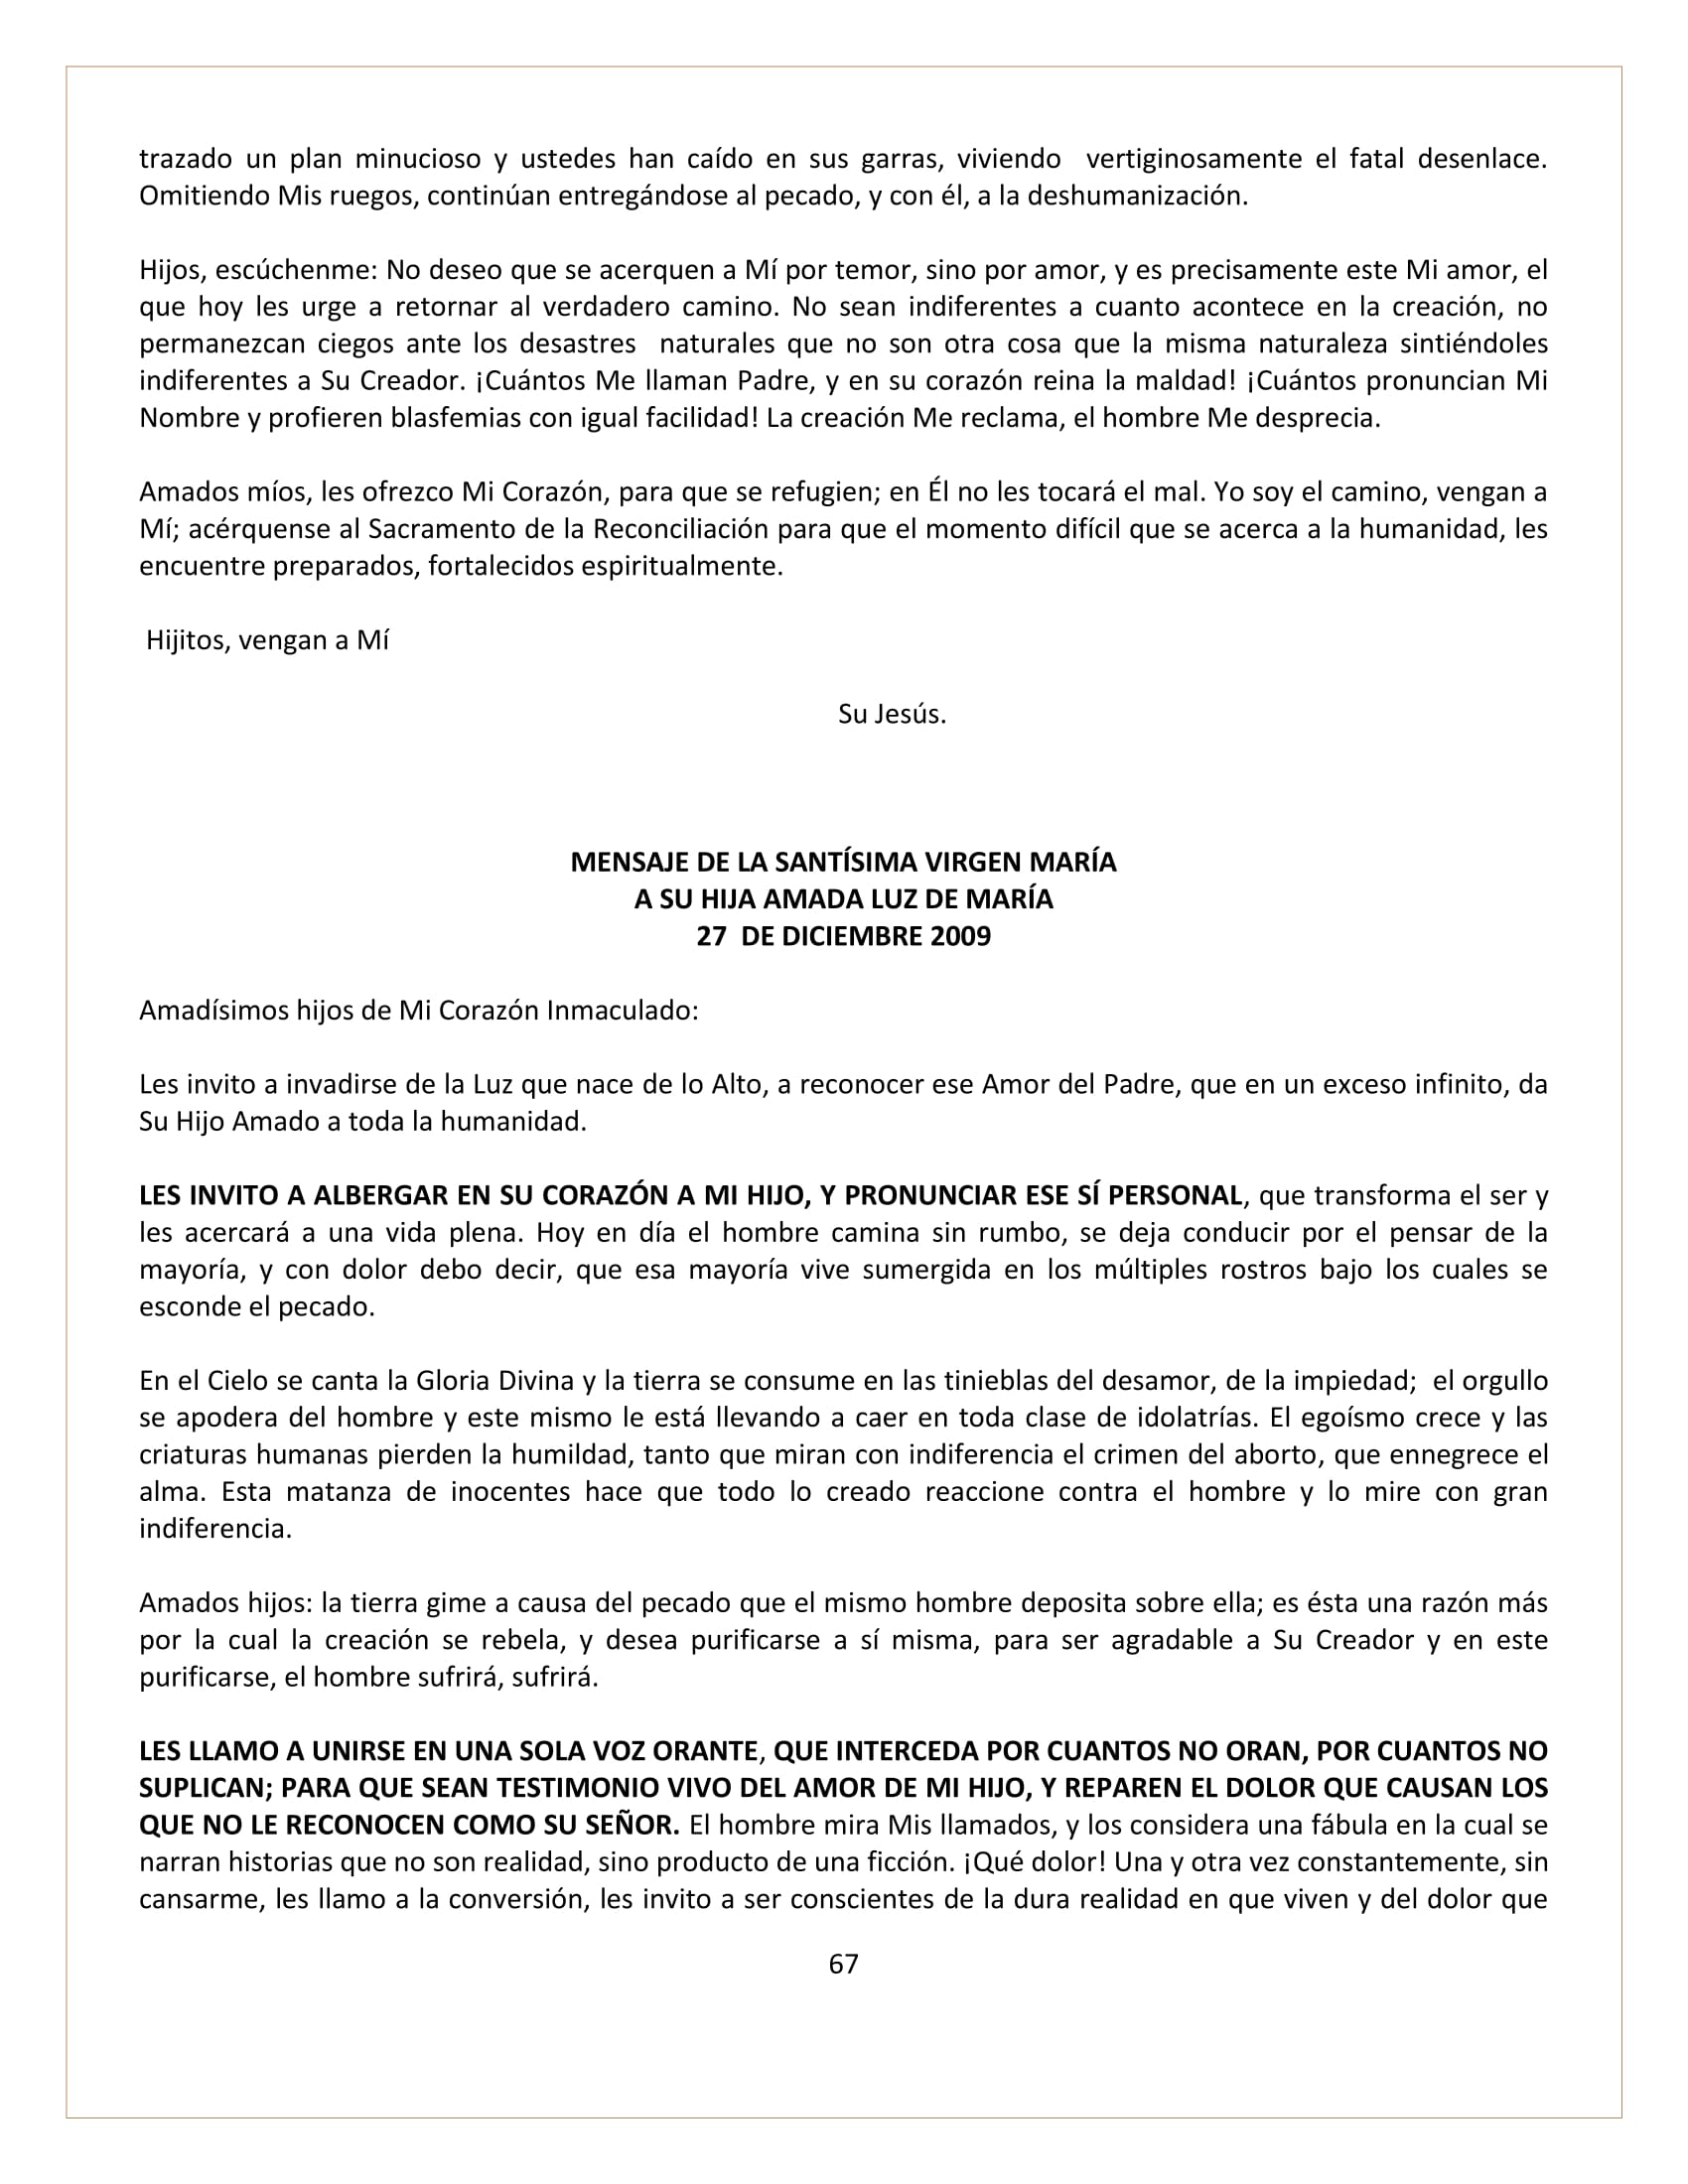 trazado un plan minucioso y ustedes han caído en sus garras, viviendo  vertiginosamente el fatal desenlace.
Omitiendo Mis ruegos, continúan entregándose al pecado, y con él, a la deshumanización.
Hijos, escúchenme: No deseo que se acerquen a Mí por temor, sino por amor, y es precisamente este Mi amor, el
que hoy les urge a retornar al verdadero camino. No sean indiferentes a cuanto acontece en la creación, no
permanezcan ciegos ante los desastres  naturales que no son otra cosa que la misma naturaleza sintiéndoles
indiferentes a Su Creador. ¡Cuántos Me llaman Padre, y en su corazón reina la maldad! ¡Cuántos pronuncian Mi
Nombre y profieren blasfemias con igual facilidad! La creación Me reclama, el hombre Me desprecia.
Amados míos, les ofrezco Mi Corazón, para que se refugien; en Él no les tocará el mal. Yo soy el camino, vengan a
Mí; acérquense al Sacramento de la Reconciliación para que el momento difícil que se acerca a la humanidad, les
encuentre preparados, fortalecidos espiritualmente.
Hijitos, vengan a Mí
Su Jesús.
MENSAJE DE LA SANTÍSIMA VIRGEN MARÍA
A SU HIJA AMADA LUZ DE MARÍA
27  DE DICIEMBRE 2009
Amadísimos hijos de Mi Corazón Inmaculado:
Les invito a invadirse de la Luz que nace de lo Alto, a reconocer ese Amor del Padre, que en un exceso infinito, da
Su Hijo Amado a toda la humanidad.
LES INVITO A ALBERGAR EN SU CORAZÓN A MI HIJO, Y PRONUNCIAR ESE SÍ PERSONAL, que transforma el ser y
les acercará a una vida plena. Hoy en día el hombre camina sin rumbo, se deja conducir por el pensar de la
mayoría, y con dolor debo decir, que esa mayoría vive sumergida en los múltiples rostros bajo los cuales se
esconde el pecado.
En el Cielo se canta la Gloria Divina y la tierra se consume en las tinieblas del desamor, de la impiedad;  el orgullo
se apodera del hombre y este mismo le está llevando a caer en toda clase de idolatrías. El egoísmo crece y las
criaturas humanas pierden la humildad, tanto que miran con indiferencia el crimen del aborto, que ennegrece el
alma. Esta matanza de inocentes hace que todo lo creado reaccione contra el hombre y lo mire con gran
indiferencia.
Amados hijos: la tierra gime a causa del pecado que el mismo hombre deposita sobre ella; es ésta una razón más
por la cual la creación se rebela, y desea purificarse a sí misma, para ser agradable a Su Creador y en este
purificarse, el hombre sufrirá, sufrirá.
LES LLAMO A UNIRSE EN UNA SOLA VOZ ORANTE, QUE INTERCEDA POR CUANTOS NO ORAN, POR CUANTOS NO
SUPLICAN; PARA QUE SEAN TESTIMONIO VIVO DEL AMOR DE MI HIJO, Y REPAREN EL DOLOR QUE CAUSAN LOS
QUE NO LE RECONOCEN COMO SU SEÑOR. El hombre mira Mis llamados, y los considera una fábula en la cual se
narran historias que no son realidad, sino producto de una ficción. ¡Qué dolor! Una y otra vez constantemente, sin
cansarme, les llamo a la conversión, les invito a ser conscientes de la dura realidad en que viven y del dolor que
67